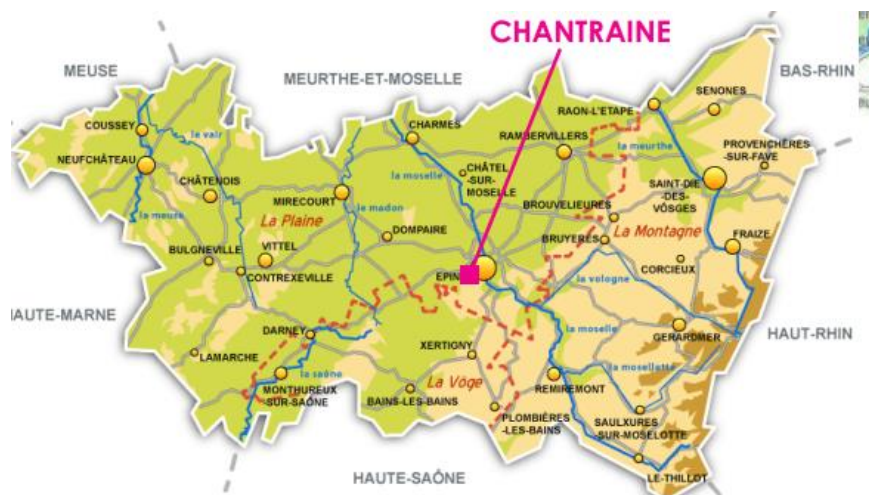 CHANTRAINE
MEUSE
MEURTHE-ET-MOSELLE
BAS-RHIN
SENONES
RAON-L'ETAPE
COUSSEY
le vair
CHARMES
RAMBERVILLERS
la meurthe
PROVENCHÈRES
-SUR-FAVE
NEUFCHÂTEAU
CHÂTENOIS
la moselle
CHÂTEL
-SUR-
MOSELLE
SAINT-DIE
-DES-
VOSGES
MIRECOURT
la meuse
La Plaine
le madon
BROUVELIEURES
DOMPAIRE
BRUYERES
La Montagne
FRAIZE
VITTEL
BULGNEVILLE
CONTREXEVILLE
EPIN
la vologne
CORCIEUX
HAUTE-MARNE
DARNEY
la moselle
GERARDMER
HAUT-RHIN
LAMARCHE
XERTIGNY
la saône
La Vôge
la moselotte
MONTHUREUX
-SUR-SAÔNE
BAINS-LES-BAINS
REMIREMONT
PLOMBIÈRES
-LES-BAINS
SAULXURES
-SUR-MOSELOTTE
HAUTE-SAÔNE
LE-THILLOT